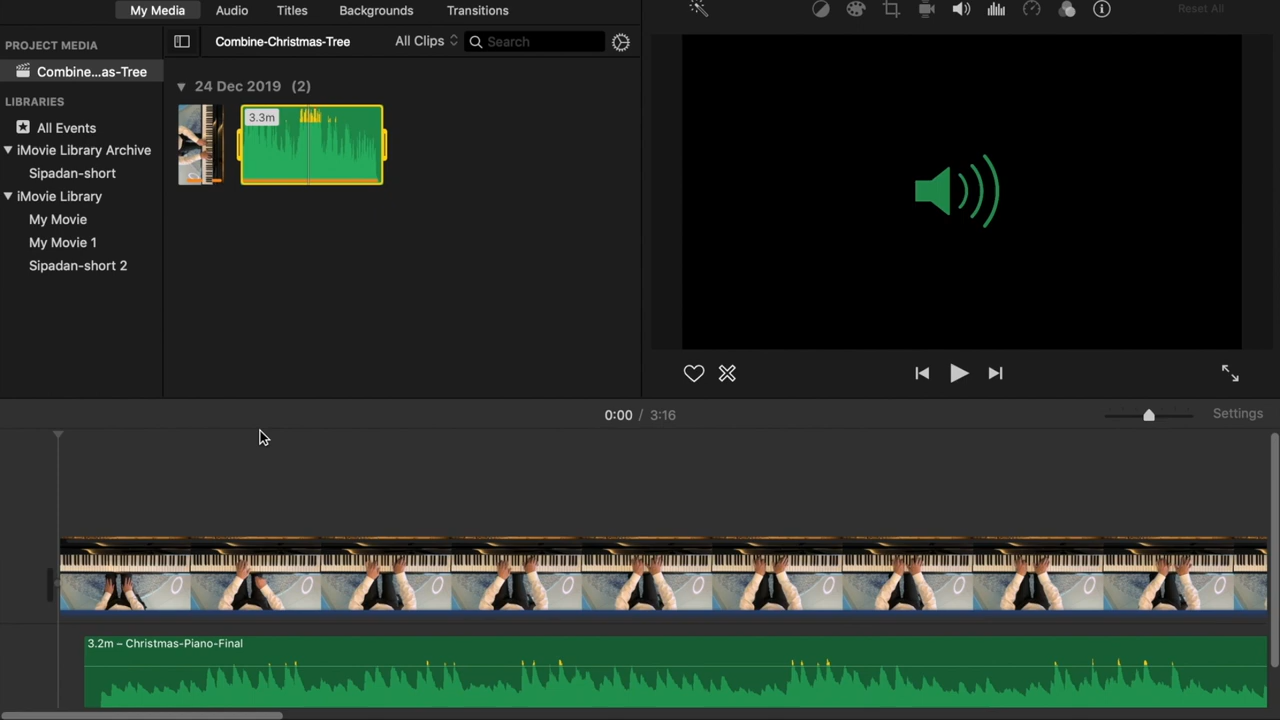 My Media
Audio
Titles
Backgrounds
Transitions
Reset All
PROJECT MEDIA
Combine-Christmas-Tree
All Clips
Search
Combine...as-Tree
24 Dec 2019 (2)
LIBRARIES
3.3m
All Events
iMovie Library Archive
Sipadan-short
iMovie Library
My Movie
My Movie 1
Sipadan-short 2
0:00 / 3:16
Settings
3.2m – Christmas-Piano-Final